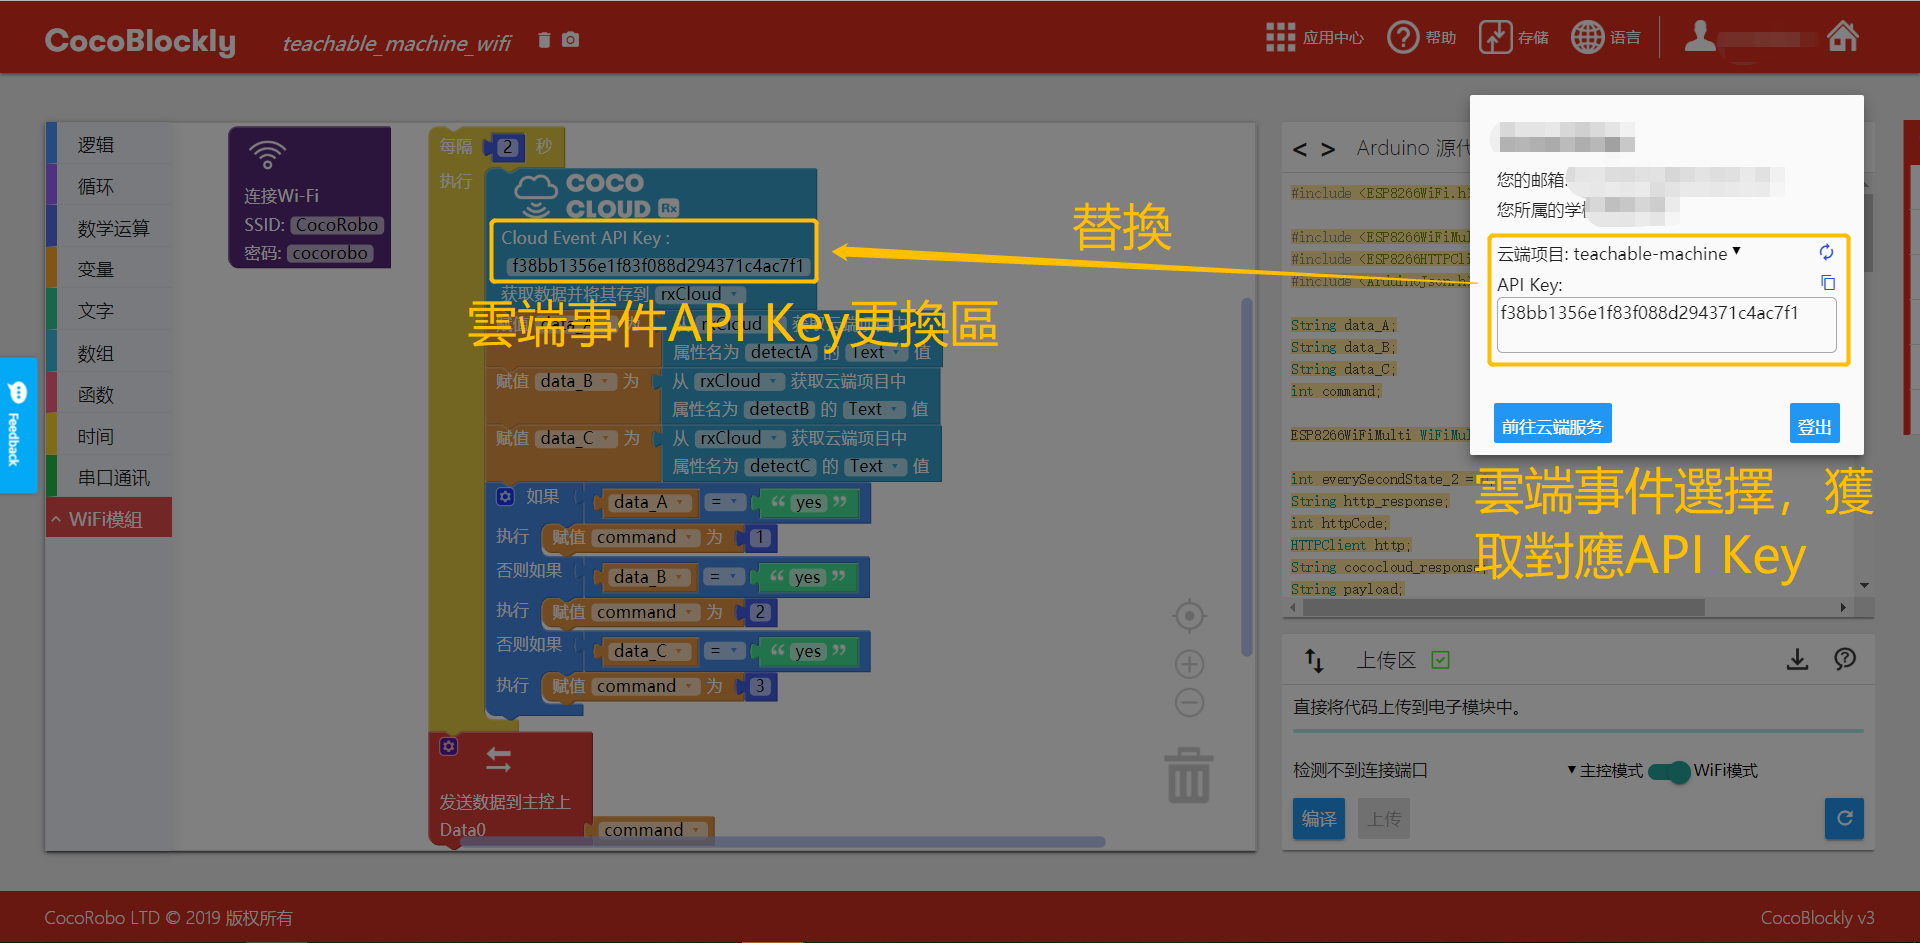 CocoBlockly
teachable_machine_wifi
应用中心
帮助
存储
语言
逻辑
循环
数学运算
变量
文字
数组
函数
时间
串口通讯
WiFi模組
Feedback
连接Wi-Fi
SSID: CocoRobo
密码: cocorobo
每隔 2 秒
执行
COCO
CLOUD Rx
Cloud Event API Key :
f38bb1356e1f83f088d294371c4ac7f1
获取数据并将其存到 rxCloud
雲端事件API Key更換區
属性名为 detectA 的 Text 值
赋值 data_B 为 从 rxCloud 获取云端项目中
属性名为 detectB 的 Text 值
赋值 data_C 为 从 rxCloud 获取云端项目中
属性名为 detectC 的 Text 值
如果 data_A = “ yes ”
执行 赋值 command 为 1
否则如果 data_B = “ yes ”
执行 赋值 command 为 2
否则如果 data_C = “ yes ”
执行 赋值 command 为 3
发送数据到主控上
Data0 command
替換
< > Arduino 源代
#include <ESP8266WiFi.h
#include <ESP8266WiFiMul
#include <ESP8266HTTPCli
#include <ArduinoJson.h
String data_A;
String data_B;
String data_C;
int command;
ESP8266WiFiMulti WiFiMul
int everySecondState_2 =
String http_response;
int httpCode;
HTTPClient http;
String cococloud_response
String payload;
您的邮箱:
您所属的学校
云端项目: teachable-machine
API Key:
f38bb1356e1f83f088d294371c4ac7f1
前往云端服务
登出
雲端事件選擇，獲
取對應API Key
上传区
直接将代码上传到电子模块中。
检测不到连接端口
主控模式 WiFi模式
编译
上传
CocoRobo LTD © 2019 版权所有
CocoBlockly v3